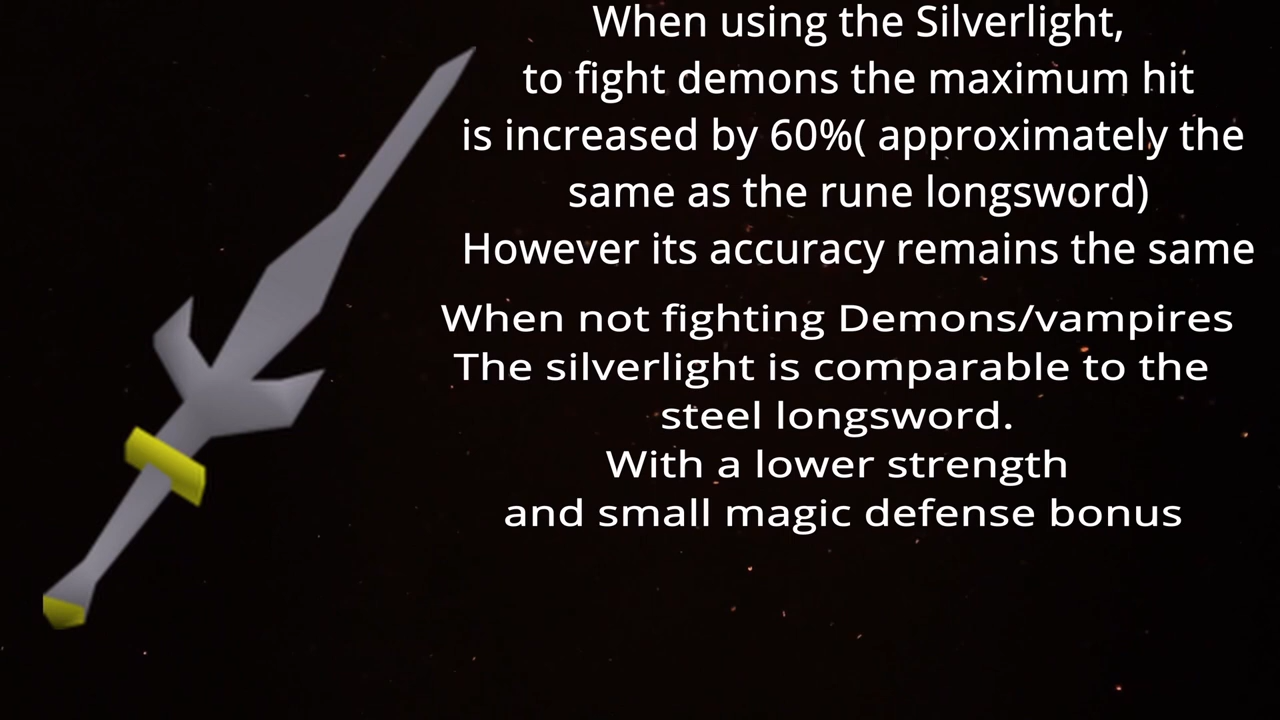 When using the Silverlight,
to fight demons the maximum hit
is increased by 60%( approximately the
same as the rune longsword)
However its accuracy remains the same
When not fighting Demons/vampires
The silverlight is comparable to the
steel longsword.
With a lower strength
and small magic defense bonus